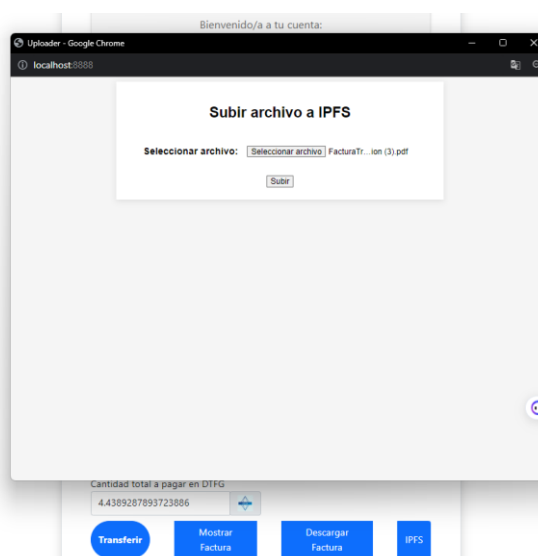 Bienvenido/a a tu cuenta:
Uploader - Google Chrome
localhost:8888
Subir archivo a IPFS
Seleccionar archivo: Seleccionar archivo FacturaTr...ion (3).pdf
Subir
Cantidad total a pagar en DTFG
4.4389287893723886
Transferir
Mostrar
Factura
Descargar
Factura
IPFS